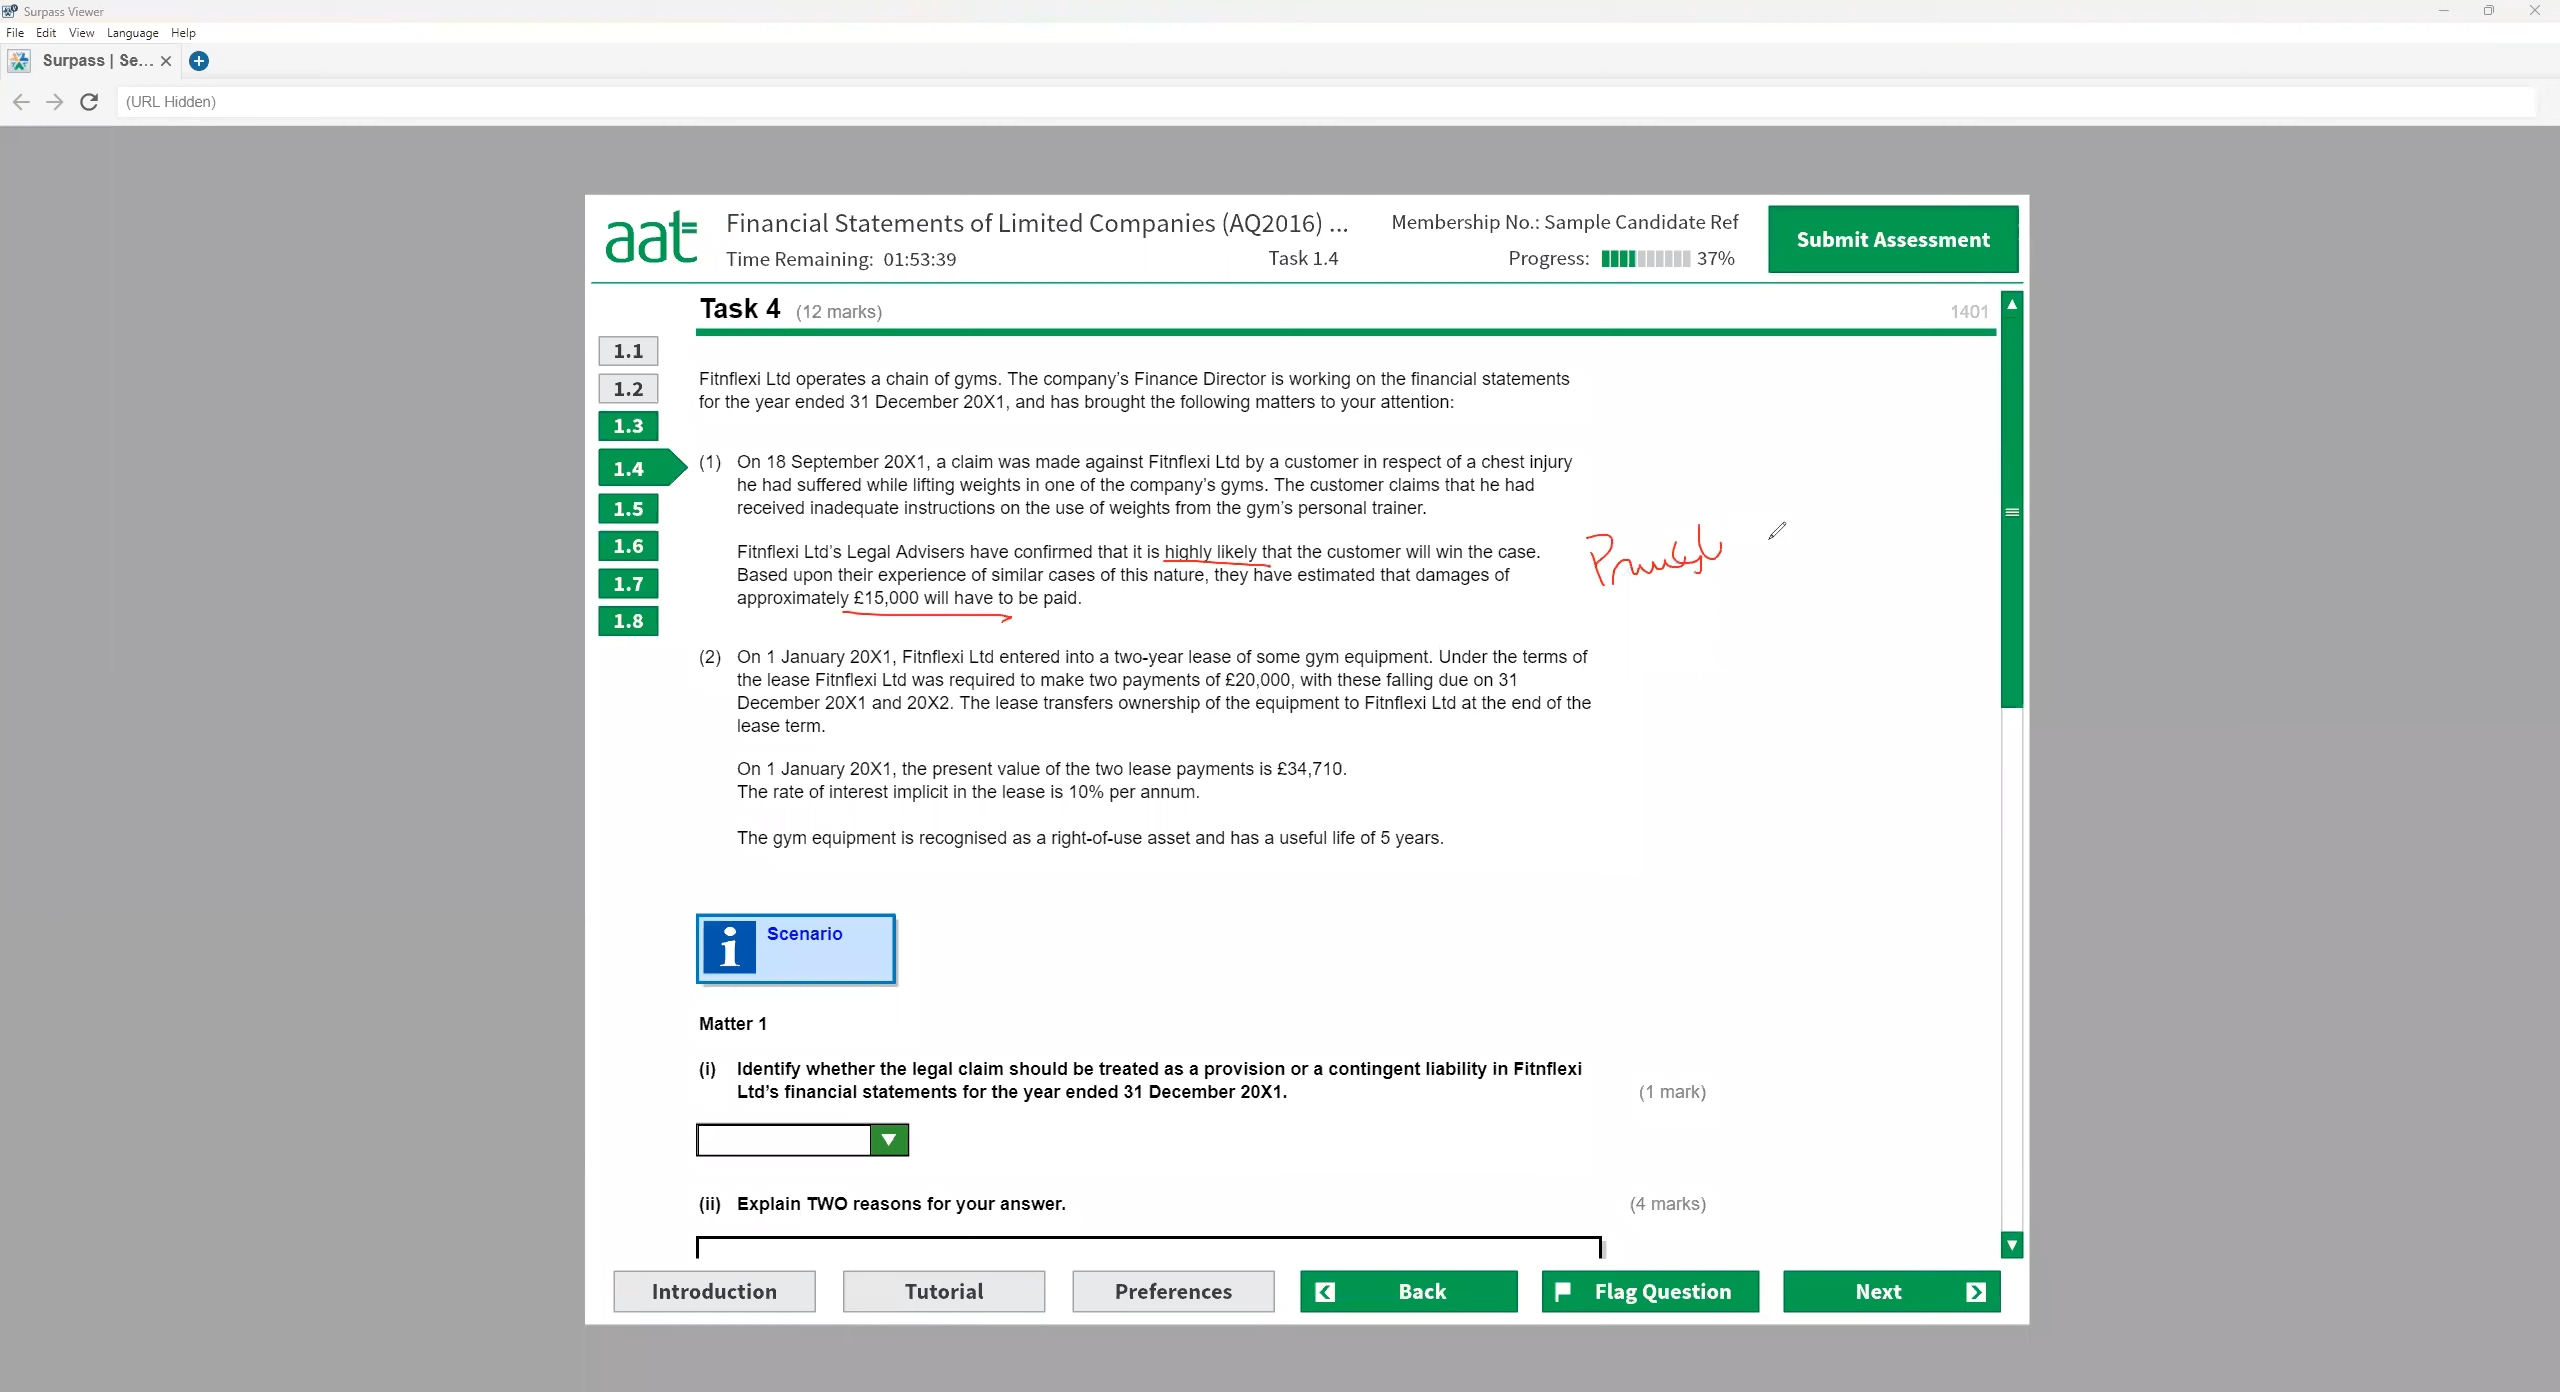 Surpass Viewer
File Edit View Language Help
Surpass | Se...
(URL Hidden)
aat
Financial Statements of Limited Companies (AQ2016) ...
Membership No.: Sample Candidate Ref
Submit Assessment
Time Remaining: 01:53:39
Task 1.4
Progress: 37%
Task 4 (12 marks)
1401
1.1
1.2
1.3
1.4
1.5
1.6
1.7
1.8
Fitnflexi Ltd operates a chain of gyms. The company's Finance Director is working on the financial statements
for the year ended 31 December 20X1, and has brought the following matters to your attention:
(1) On 18 September 20X1, a claim was made against Fitnflexi Ltd by a customer in respect of a chest injury
he had suffered while lifting weights in one of the company's gyms. The customer claims that he had
received inadequate instructions on the use of weights from the gym's personal trainer.
Fitnflexi Ltd's Legal Advisers have confirmed that it is highly likely that the customer will win the case.
Based upon their experience of similar cases of this nature, they have estimated that damages of
approximately £15,000 will have to be paid.
(2) On 1 January 20X1, Fitnflexi Ltd entered into a two-year lease of some gym equipment. Under the terms of
the lease Fitnflexi Ltd was required to make two payments of £20,000, with these falling due on 31
December 20X1 and 20X2. The lease transfers ownership of the equipment to Fitnflexi Ltd at the end of the
lease term.
On 1 January 20X1, the present value of the two lease payments is £34,710.
The rate of interest implicit in the lease is 10% per annum.
The gym equipment is recognised as a right-of-use asset and has a useful life of 5 years.
Scenario
Matter 1
(i) Identify whether the legal claim should be treated as a provision or a contingent liability in Fitnflexi
Ltd's financial statements for the year ended 31 December 20X1.
(1 mark)
(ii) Explain TWO reasons for your answer.
(4 marks)
Introduction
Tutorial
Preferences
Back
Flag Question
Next